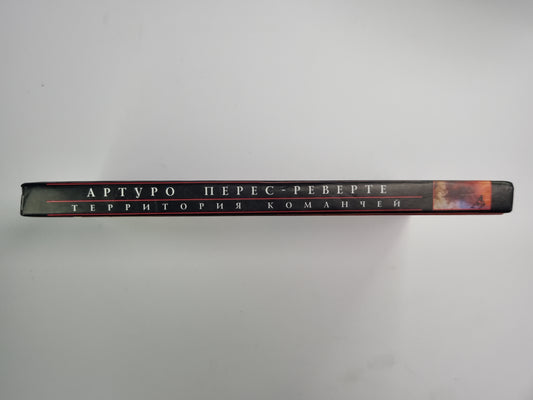 АРТУРО ПЕРЕС-РЕВЕРТЕ
ТЕРРИТОРИЯ КОМАНЧЕЙ